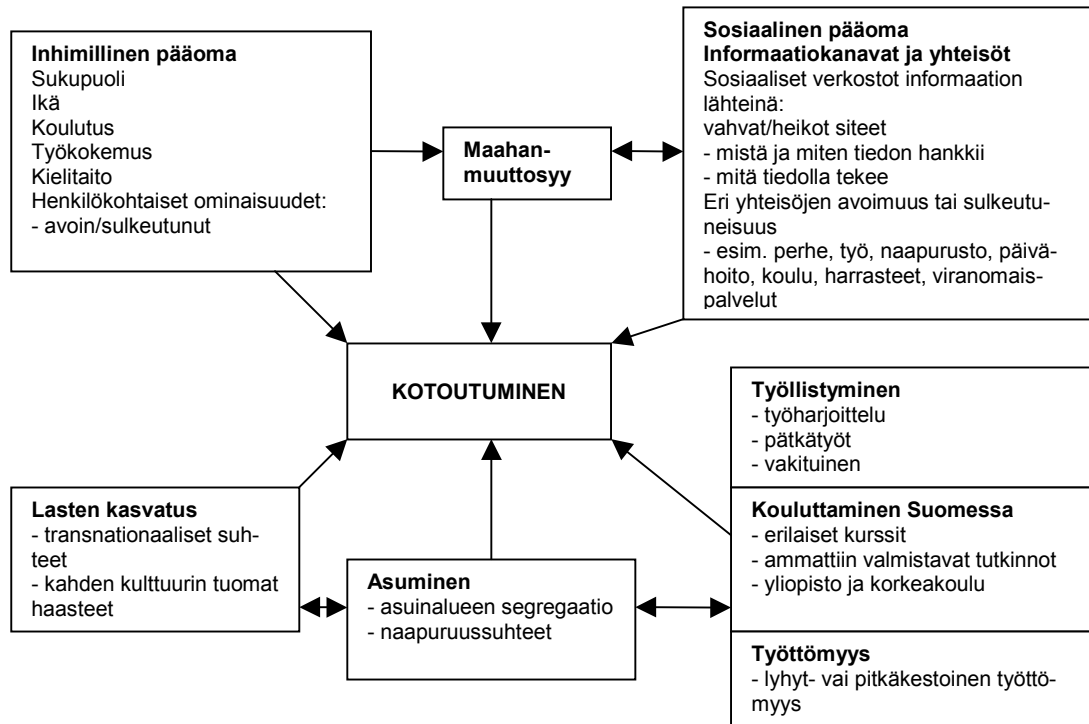 Inhimillinen pääoma
Sukupuoli
Ikä
Koulutus
Työkokemus
Kielitaito
Henkilökohtaiset ominaisuudet:
- avoin/sulkeutunut
Maahan-
muuttosyy
Sosiaalinen pääoma
Informaatiokanavat ja yhteisöt
Sosiaaliset verkostot informaation
lähteinä:
vahvat/heikot siteet
- mistä ja miten tiedon hankkii
- mitä tiedolla tekee
Eri yhteisöjen avoimuus tai sulkeutu-
neisuus
- esim. perhe, työ, naapurusto, päivä-
hoito, koulu, harrasteet, viranomais-
palvelut
KOTOUTUMINEN
Työllistyminen
- työharjoittelu
- pätkätyöt
- vakituinen
Lasten kasvatus
- transnationaaliset suh-
teet
- kahden kulttuurin tuomat
haasteet
Asuminen
- asuinalueen segregaatio
- naapuruussuhteet
Kouluttaminen Suomessa
- erilaiset kurssit
- ammattiin valmistavat tutkinnot
- yliopisto ja korkeakoulu
Työttömyys
- lyhyt- vai pitkäkestoinen työttö-
myys